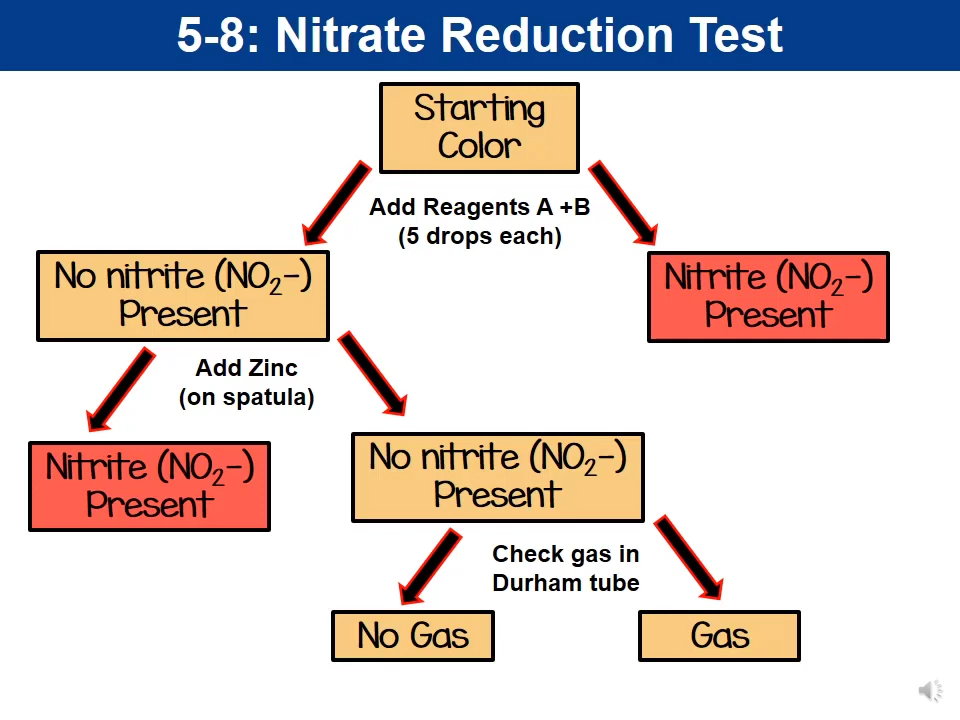 5-8: Nitrate Reduction Test
Starting
Color
Add Reagents A +B
(5 drops each)
No nitrite (NO₂–)
Present
Nitrite (NO₂–)
Present
Add Zinc
(on spatula)
Nitrite (NO₂–)
Present
No nitrite (NO₂–)
Present
Check gas in
Durham tube
No Gas
Gas